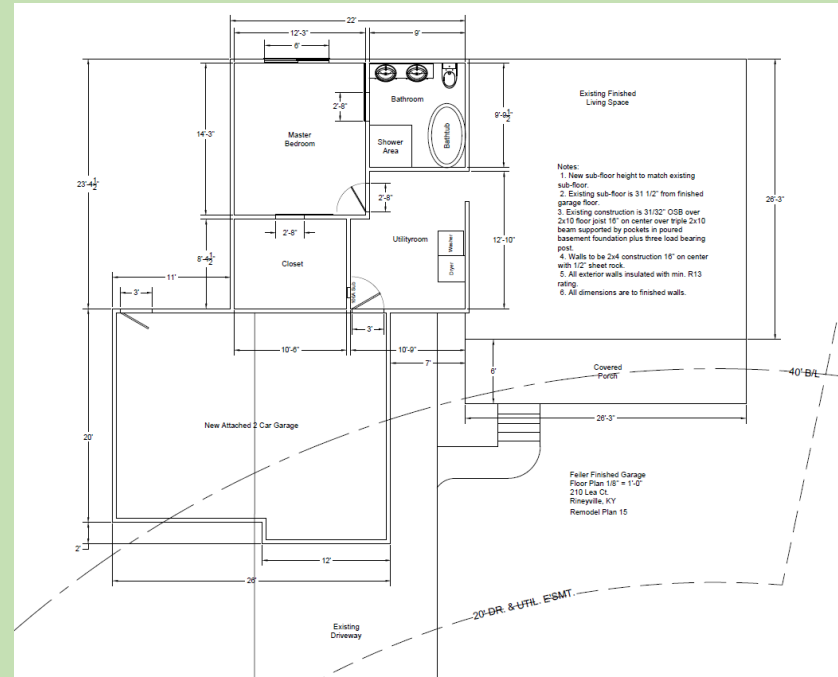 22'
12'-3"
9'
6'
Bathroom
Existing Finished
Living Space
2'-8"
9'-9 1/2"
14'-3"
Master
Bedroom
Shower
Area
Bathtub
Notes:
1. New sub-floor height to match existing
sub-floor.
2. Existing sub-floor is 31 1/2" from finished
garage floor.
3. Existing construction is 31/32" OSB over
2x10 floor joist 16" on center over triple 2x10
beam supported by pockets in poured
basement foundation plus three load bearing
post.
4. Walls to be 2x4 construction 16" on center
with 1/2" sheet rock.
5. All exterior walls insulated with min. R13
rating.
6. All dimensions are to finished walls.
23'-4 1/2"
26'-3"
2'-8"
2'-8"
Utilityroom
12'-10"
Washer
Dryer
8'-4 1/2"
Closet
11'
3'
3'
10'-6"
10'-9"
7'
6'
Covered
Porch
40' B/L
26'-3"
New Attached 2 Car Garage
20'
Feiler Finished Garage
Floor Plan 1/8" = 1'-0"
210 Lea Ct.
Rineyville, KY
Remodel Plan 15
2'
12'
26'
20' DR. & UTIL. E'SMT.
Existing
Driveway